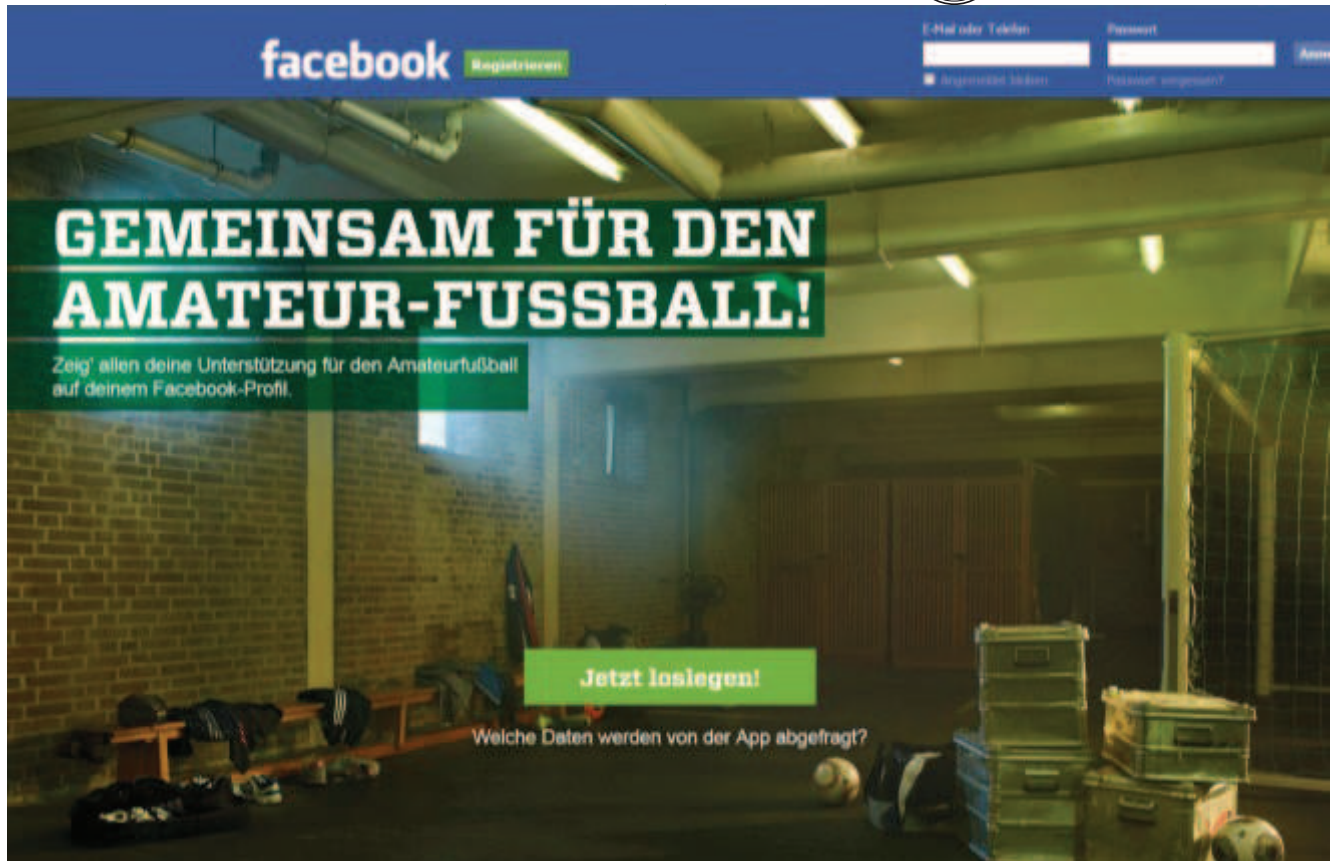 facebook
Registrieren
E-Mail oder Telefon
Passwort
Angemeldet bleiben
Passwort vergessen?
GEMEINSAM FÜR DEN
AMATEUR-FUSSBALL!
Zeig' allen deine Unterstützung für den Amateurfußball
auf deinem Facebook-Profil.
Jetzt loslegen!
Welche Daten werden von der App abgefragt?